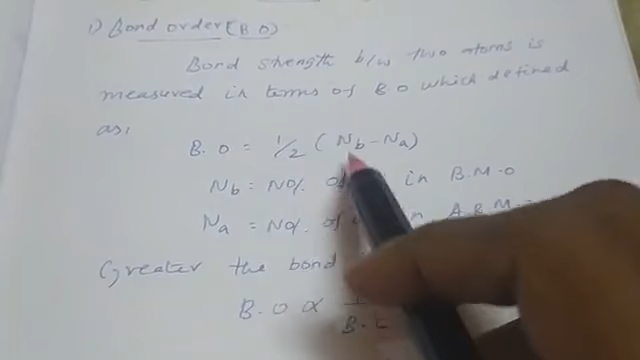 1) Bond order (B O)
Bond strength b/w two atoms is
measured in terms of B O which defined
as,
B. O = 1/2 (Nb - Na)
Nb = No/. of in B.M.O
Na = No/. of A.B.M.O
Greater the bond
B. O ∝ 1
B. L